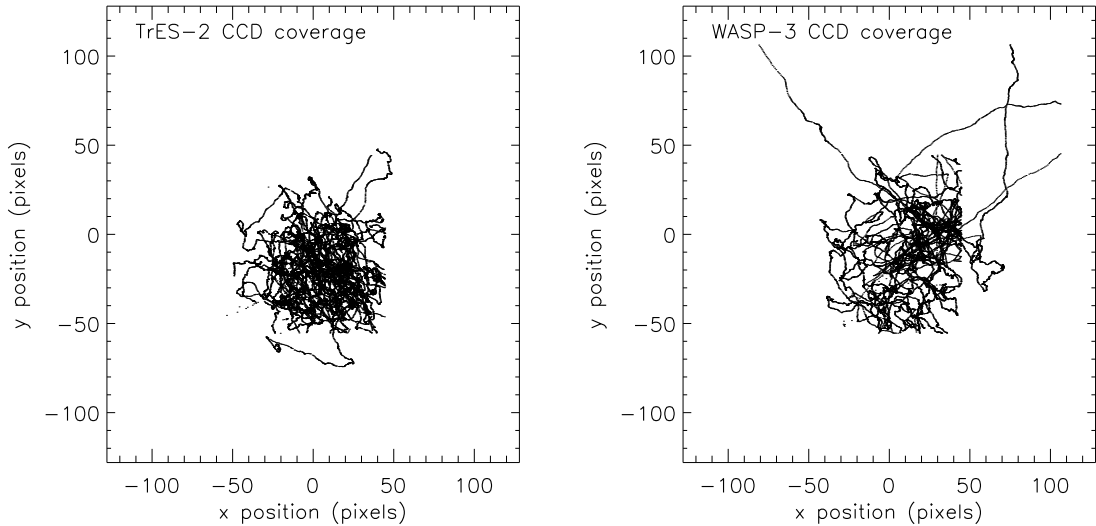 TrES-2 CCD coverage
100
50
0
-50
-100
y position (pixels)
-100 -50 0 50 100
x position (pixels)
WASP-3 CCD coverage
100
50
0
-50
-100
y position (pixels)
-100 -50 0 50 100
x position (pixels)